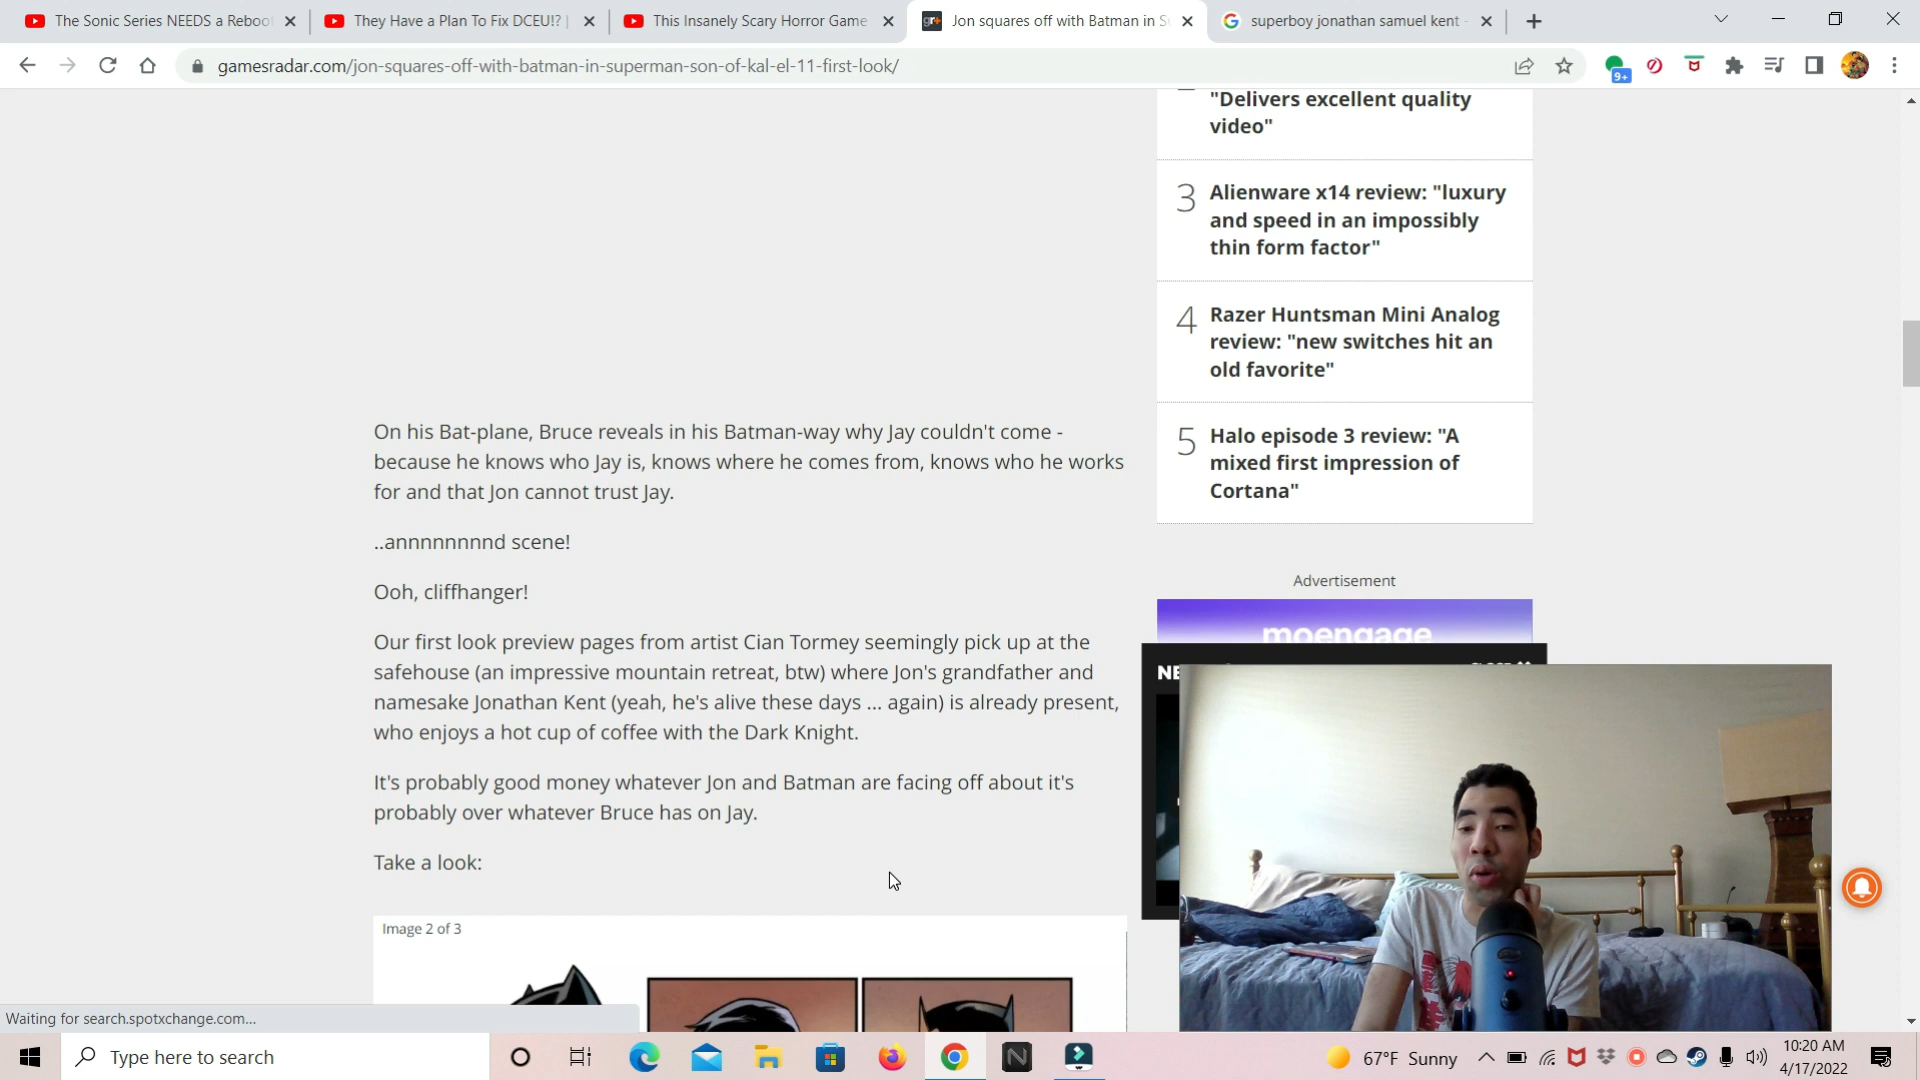 The Sonic Series NEEDS a Reboo
They Have a Plan To Fix DCEU!? |
This Insanely Scary Horror Game
gr+
Jon squares off with Batman in S
superboy jonathan samuel kent -
gamesradar.com/jon-squares-off-with-batman-in-superman-son-of-kal-el-11-first-look/
9+
"Delivers excellent quality
video"
3
Alienware x14 review: "luxury
and speed in an impossibly
thin form factor"
4
Razer Huntsman Mini Analog
review: "new switches hit an
old favorite"
5
Halo episode 3 review: "A
mixed first impression of
Cortana"
On his Bat-plane, Bruce reveals in his Batman-way why Jay couldn't come -
because he knows who Jay is, knows where he comes from, knows who he works
for and that Jon cannot trust Jay.
..annnnnnnnd scene!
Ooh, cliffhanger!
Our first look preview pages from artist Cian Tormey seemingly pick up at the
safehouse (an impressive mountain retreat, btw) where Jon's grandfather and
namesake Jonathan Kent (yeah, he's alive these days ... again) is already present,
who enjoys a hot cup of coffee with the Dark Knight.
It's probably good money whatever Jon and Batman are facing off about it's
probably over whatever Bruce has on Jay.
Take a look:
Image 2 of 3
Advertisement
moengage
NE
Waiting for search.spotxchange.com...
Type here to search
N
67°F Sunny
10:20 AM
4/17/2022